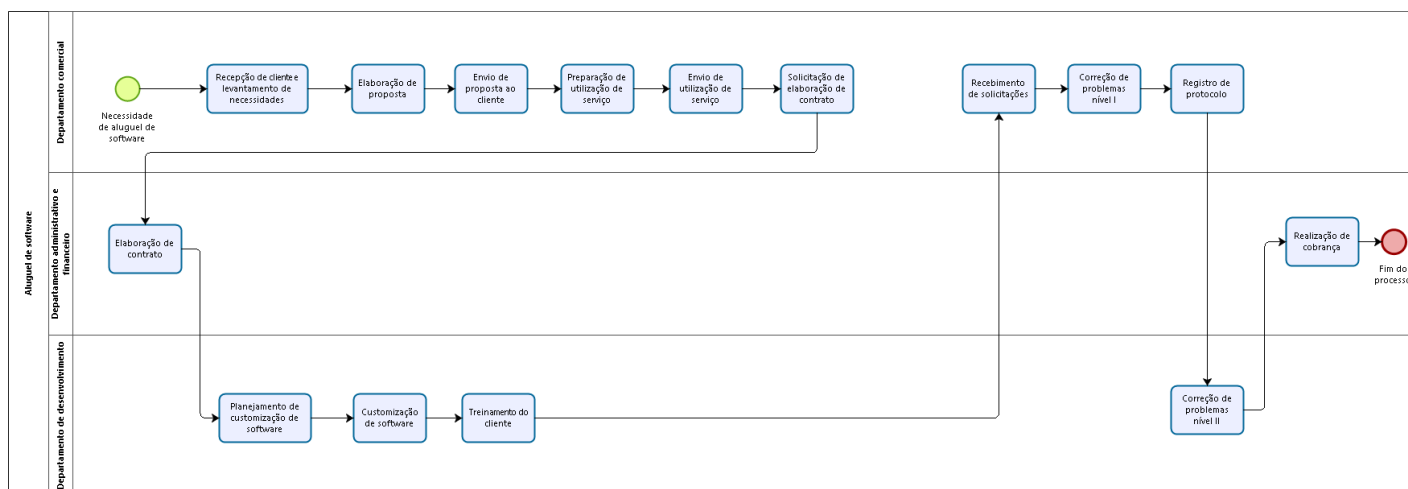 Aluguel de software
Departamento comercial
Necessidade
de aluguel de
software
Recepção de cliente e
levantamento de
necessidades
Elaboração de
proposta
Envio de
proposta ao
cliente
Preparação de
utilização de
serviço
Envio de
utilização de
serviço
Solicitação de
elaboração de
contrato
Recebimento
de solicitações
Correção de
problemas
nível I
Registro de
protocolo
Departamento administrativo e
financeiro
Elaboração de
contrato
Realização de
cobrança
Fim do
processo
Departamento de desenvolvimento
Planejamento de
customização de
software
Customização
de software
Treinamento do
cliente
Correção de
problemas
nível II